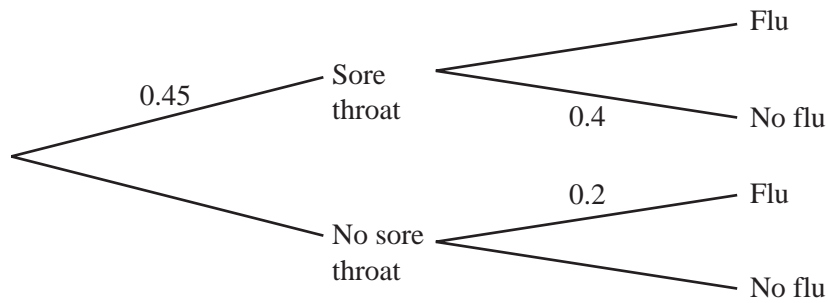 Flu
Sore
throat
0.45
0.4
No flu
0.2
Flu
No sore
throat
No flu